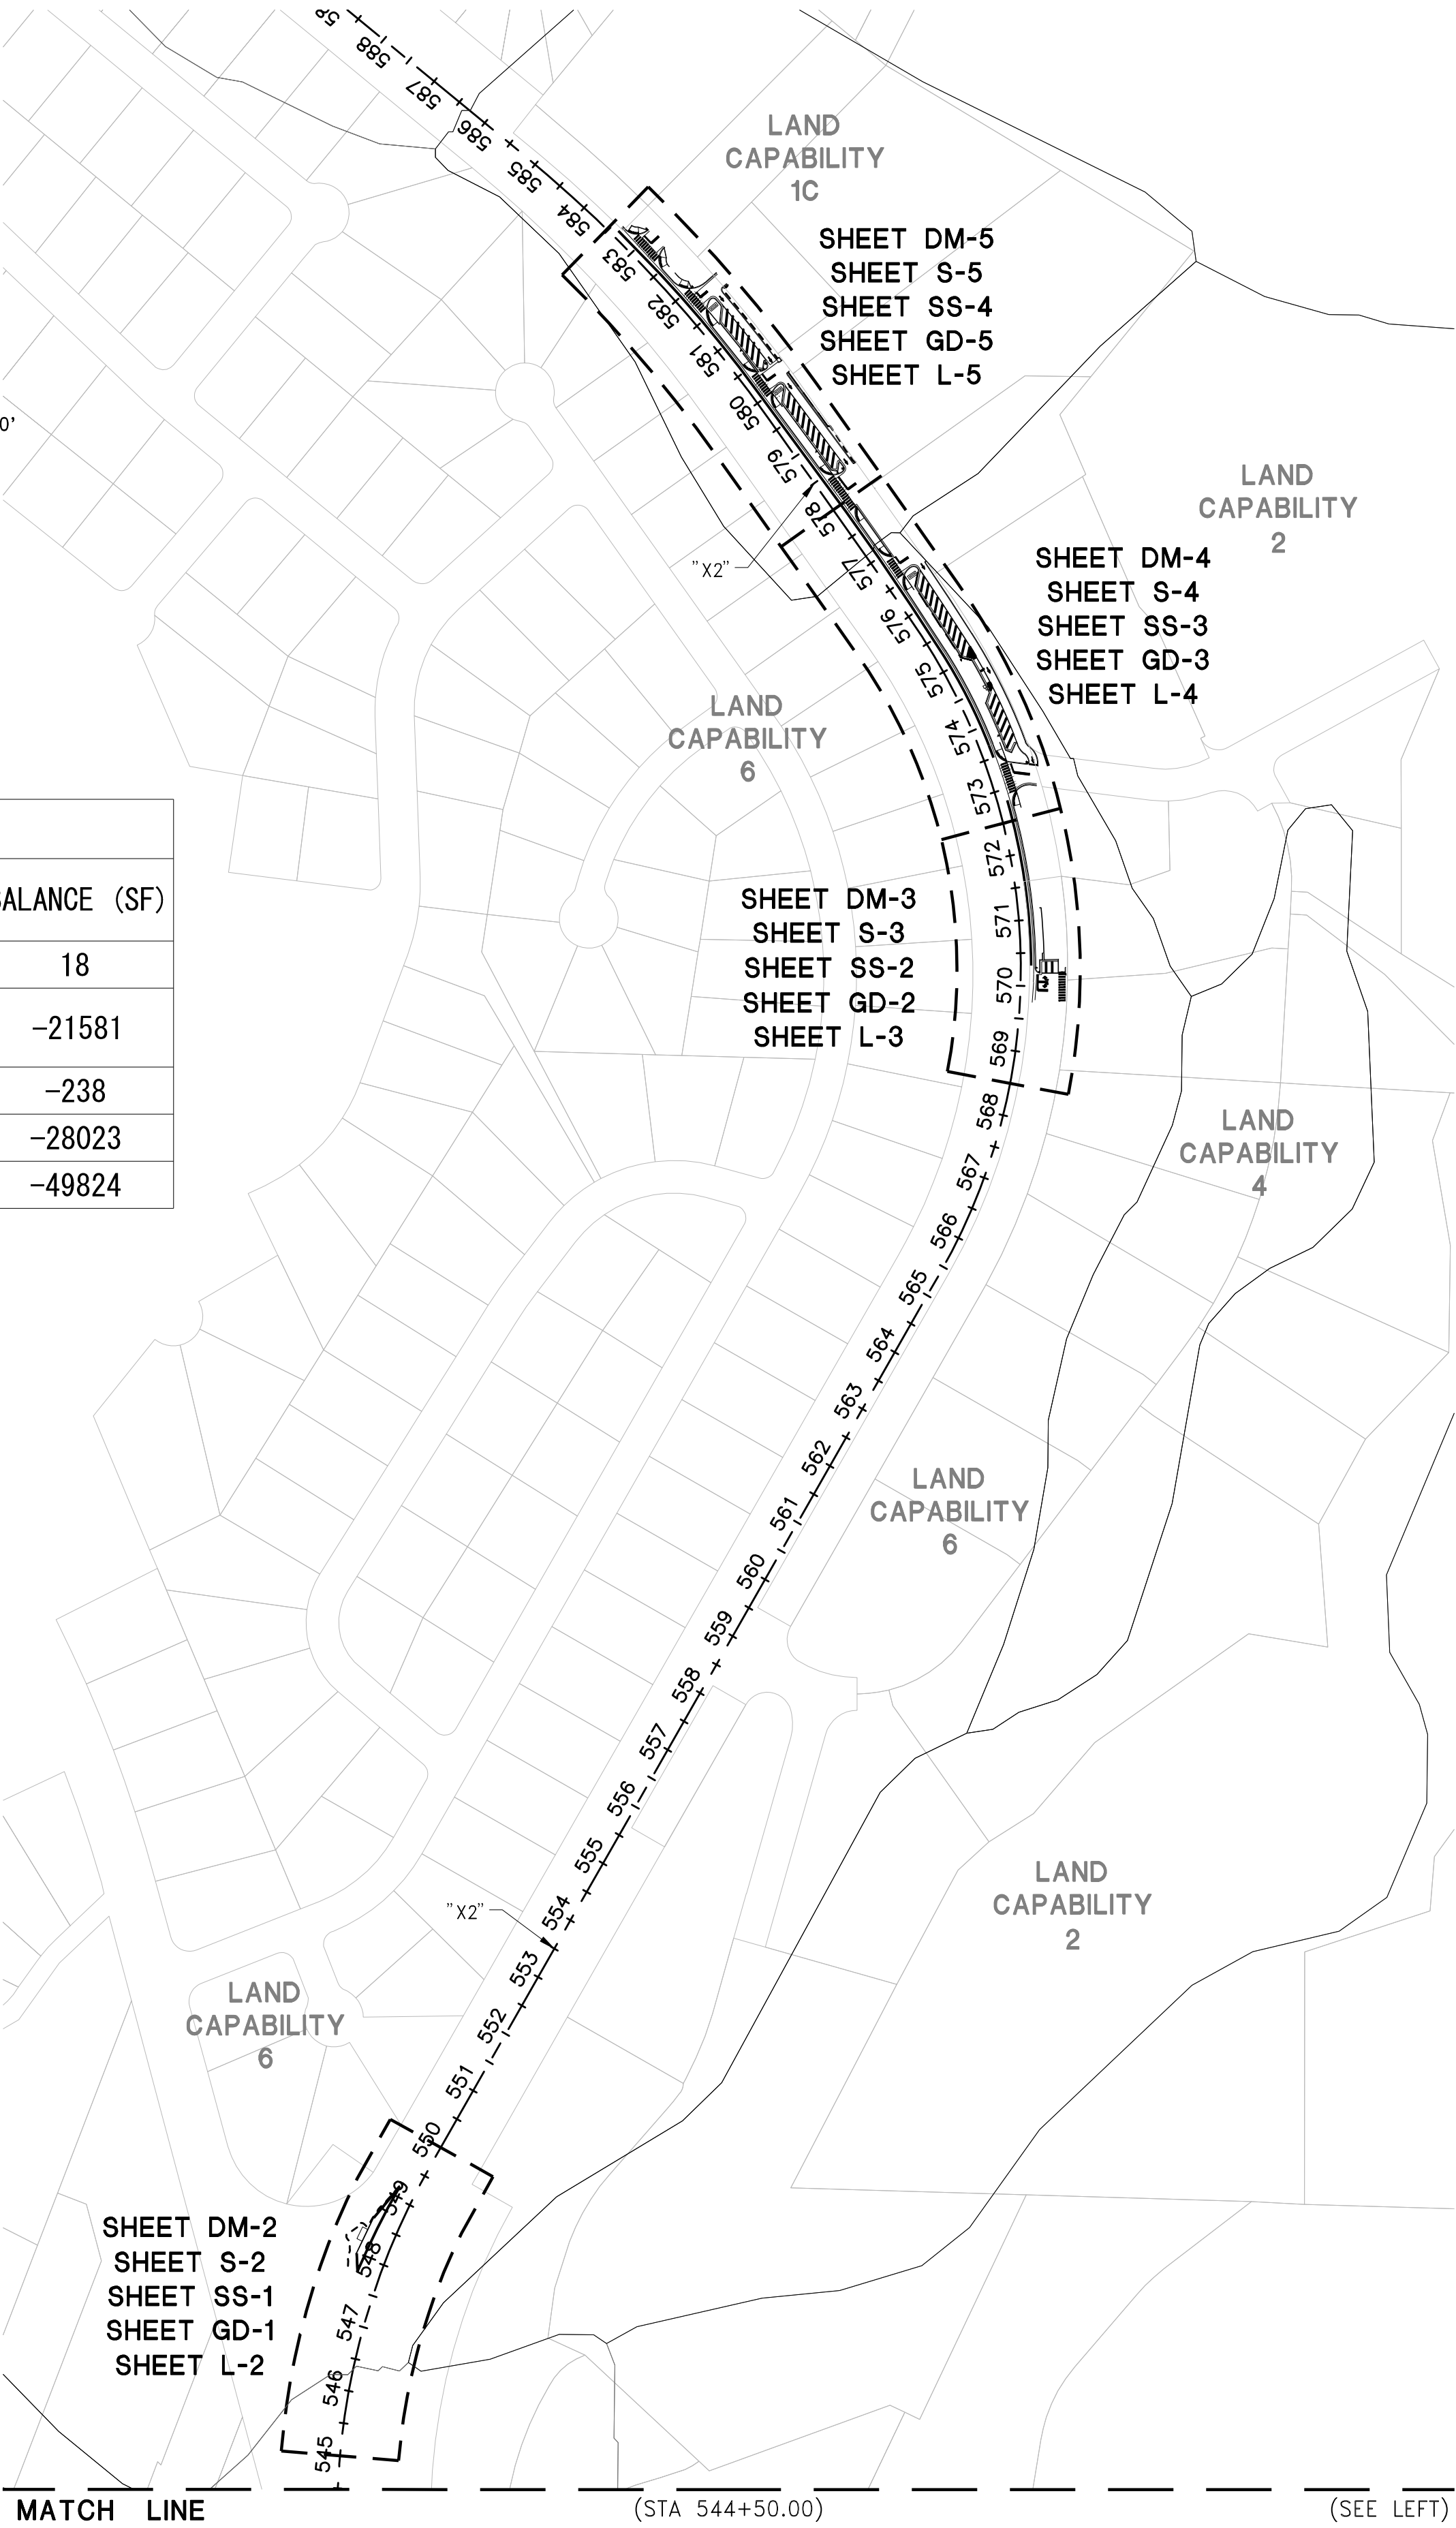 588
587
586
585
584
583
582
581
580
579
578
577
576
575
574
573
572
571
570
569
568
567
566
565
564
563
562
561
560
559
558
557
556
555
554
553
552
551
550
549
548
547
546
545
LAND
CAPABILITY
1C
SHEET DM-5
SHEET S-5
SHEET SS-4
SHEET GD-5
SHEET L-5
0'
LAND
CAPABILITY
2
"X2"
SHEET DM-4
SHEET S-4
SHEET SS-3
SHEET GD-3
SHEET L-4
LAND
CAPABILITY
6
ALANCE (SF)
18
-21581
-238
-28023
-49824
SHEET DM-3
SHEET S-3
SHEET SS-2
SHEET GD-2
SHEET L-3
LAND
CAPABILITY
4
LAND
CAPABILITY
6
LAND
CAPABILITY
2
"X2"
LAND
CAPABILITY
6
SHEET DM-2
SHEET S-2
SHEET SS-1
SHEET GD-1
SHEET L-2
MATCH LINE
(STA 544+50.00)
(SEE LEFT)